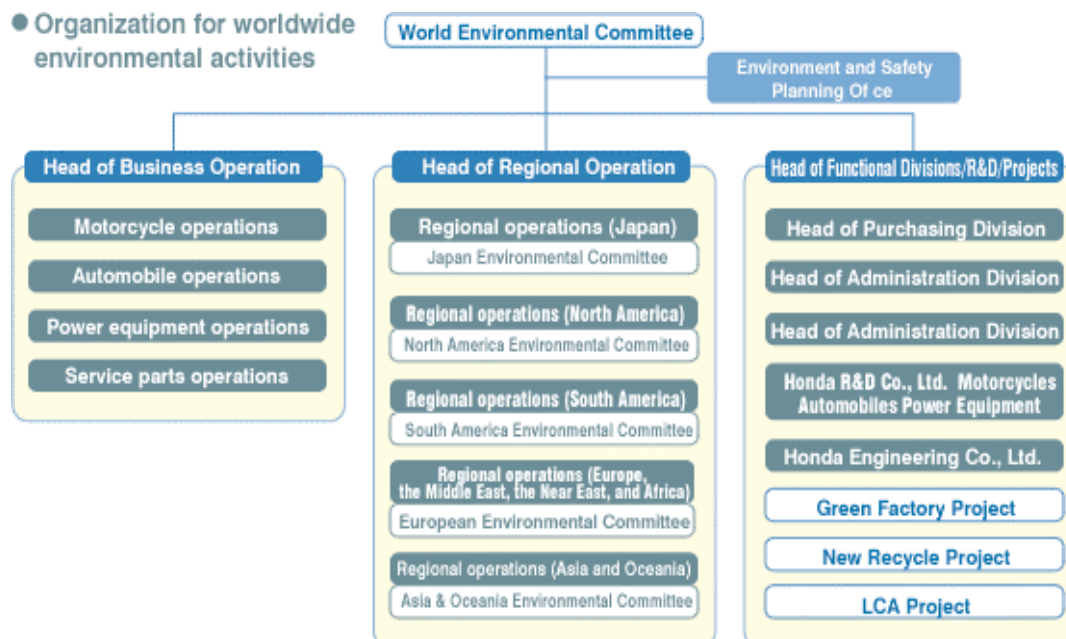 Organization for worldwide
environmental activities
World Environmental Committee
Environment and Safety
Planning Of ce
Head of Business Operation
Motorcycle operations
Automobile operations
Power equipment operations
Service parts operations
Head of Regional Operation
Regional operations (Japan)
Japan Environmental Committee
Regional operations (North America)
North America Environmental Committee
Regional operations (South America)
South America Environmental Committee
Regional operations (Europe,
the Middle East, the Near East, and Africa)
European Environmental Committee
Regional operations (Asia and Oceania)
Asia & Oceania Environmental Committee
Head of Functional Divisions/R&D/Projects
Head of Purchasing Division
Head of Administration Division
Head of Administration Division
Honda R&D Co., Ltd. Motorcycles
Automobiles Power Equipment
Honda Engineering Co., Ltd.
Green Factory Project
New Recycle Project
LCA Project